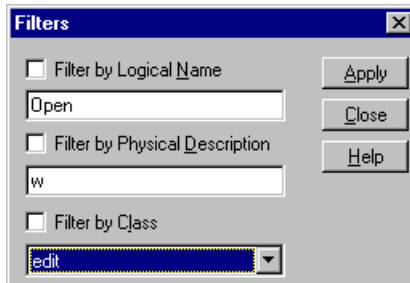 Filters
Filter by Logical Name
Apply
Open
Close
Filter by Physical Description
Help
w
Filter by Class
edit